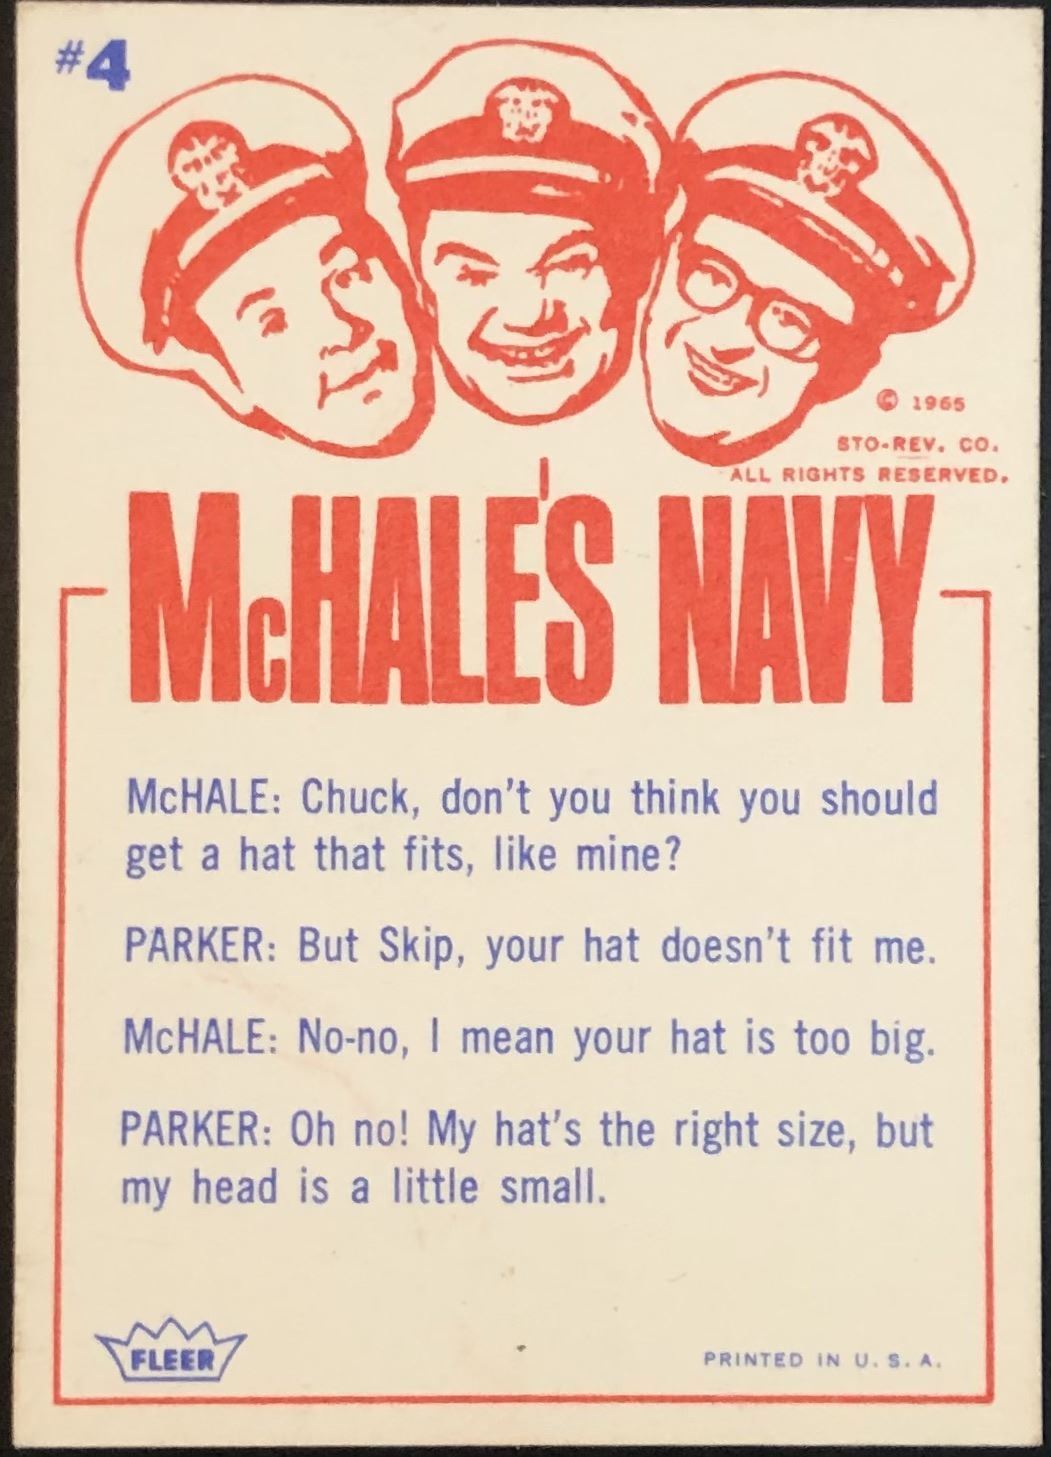 #4
© 1965
STO-REV. CO.
ALL RIGHTS RESERVED.
McHALE'S NAVY
McHALE: Chuck, don't you think you should
get a hat that fits, like mine?
PARKER: But Skip, your hat doesn't fit me.
McHALE: No-no, I mean your hat is too big.
PARKER: Oh no! My hat's the right size, but
my head is a little small.
FLEER
PRINTED IN U. S. A.